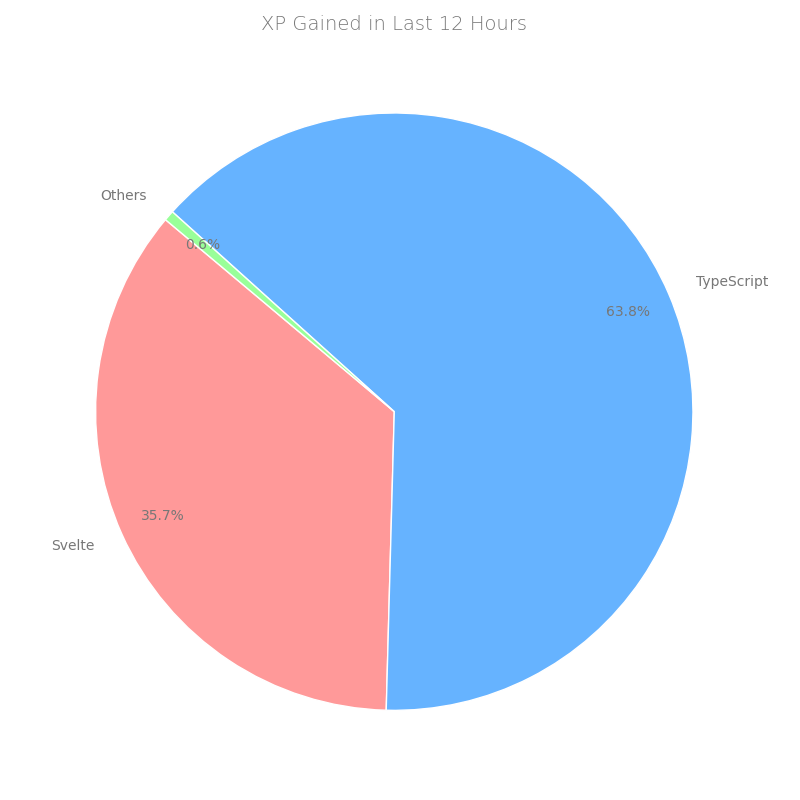 XP Gained in Last 12 Hours
Others
0.6%
TypeScript
63.8%
35.7%
Svelte